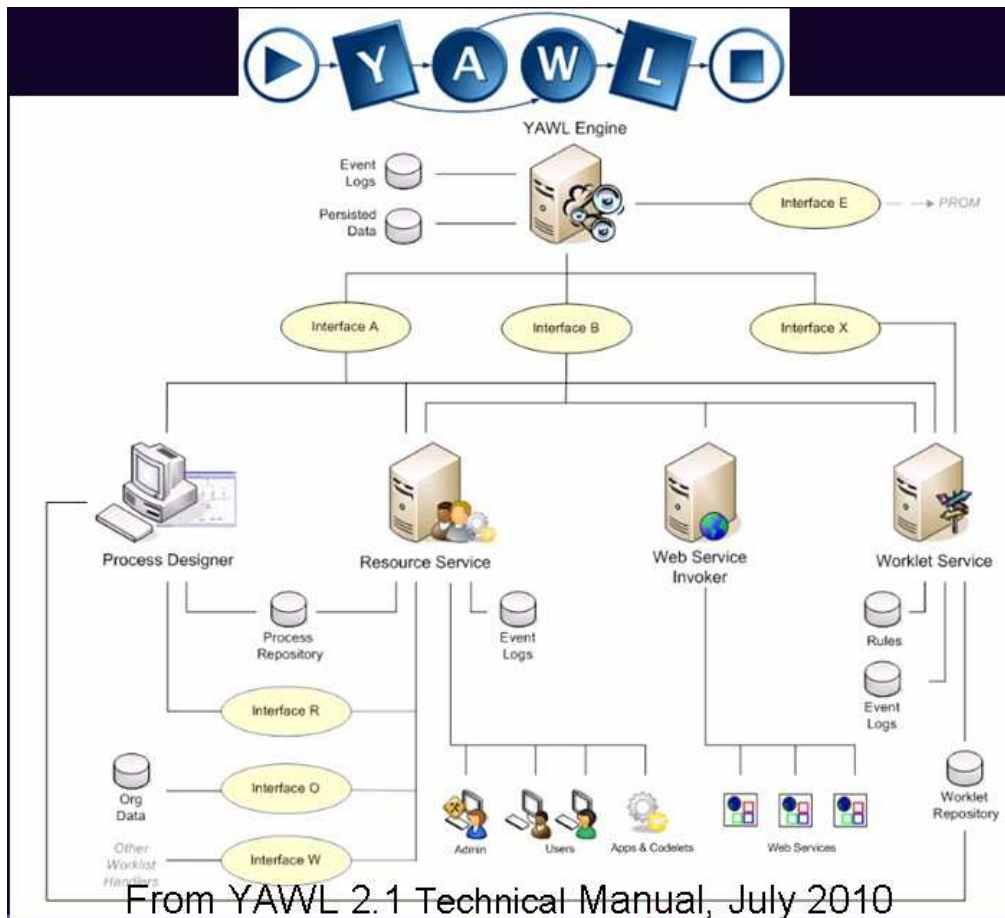 YAWL
YAWL Engine
Event
Logs
Persisted
Data
Interface E
PROM
Interface A
Interface B
Interface X
Process Designer
Resource Service
Web Service
Invoker
Worklet Service
Process
Repository
Event
Logs
Rules
Event
Logs
Interface R
Org
Data
Interface O
Other
Worklist
Handlers
Interface W
Admin
Users
Apps & Codelets
Web Services
Worklet
Repository
From YAWL 2.1 Technical Manual, July 2010